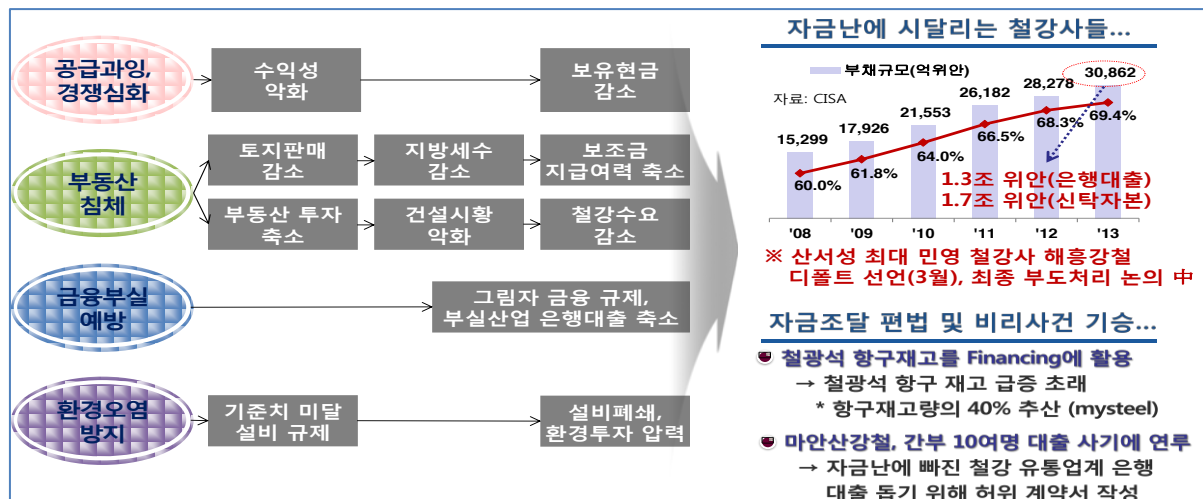 공급과잉,
경쟁심화
수익성
악화
보유현금
감소
부동산
침체
토지판매
감소
지방세수
감소
보조금
지급여력 축소
부동산 투자
축소
건설시황
악화
철강수요
감소
금융부실
예방
그림자 금융 규제,
부실산업 은행대출 축소
환경오염
방지
기준치 미달
설비 규제
설비폐쇄,
환경투자 압력
자금난에 시달리는 철강사들...
부채규모(억위안)
자료: CISA
15,299
17,926
21,553
26,182
28,278
30,862
60.0%
61.8%
64.0%
66.5%
68.3%
69.4%
1.3조 위안(은행대출)
1.7조 위안(신탁자본)
'08 '09 '10 '11 '12 '13
※ 산서성 최대 민영 철강사 해흥강철
디폴트 선언(3월), 최종 부도처리 논의 中
자금조달 편법 및 비리사건 기승...
철광석 항구재고를 Financing에 활용
→ 철광석 항구 재고 급증 초래
* 항구재고량의 40% 추산 (mysteel)
마안산강철, 간부 10여명 대출 사기에 연루
→ 자금난에 빠진 철강 유통업계 은행
대출 돕기 위해 허위 계약서 작성